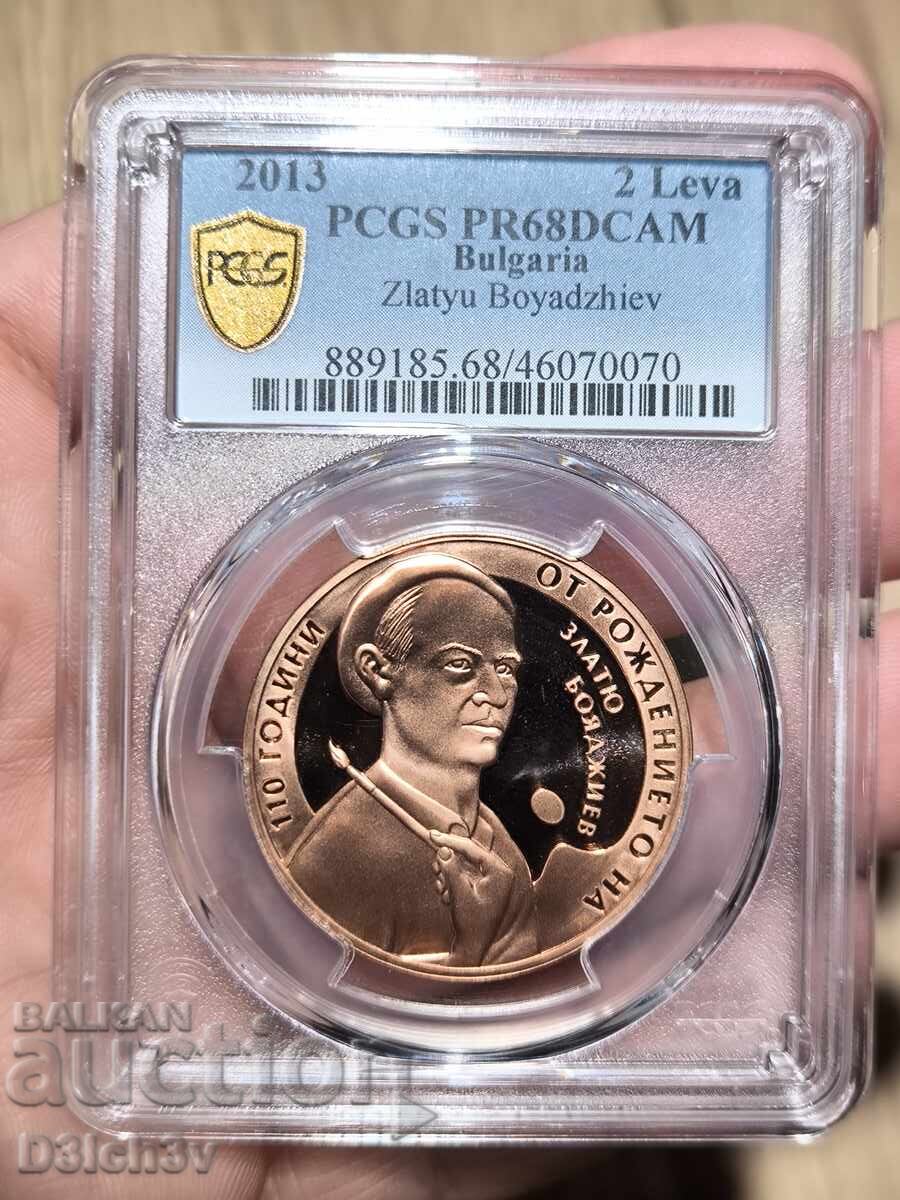 2013 2 Leva
PCGS PR68DCAM
Bulgaria
Zlatyu Boyadzhiev
PCGS
889185.68/46070070
110 ГОДИНИ ОТ РОЖДЕНИЕТО НА
ЗЛАТЮ
БОЯДЖИЕВ
BALKAN
auction
D3lch3v